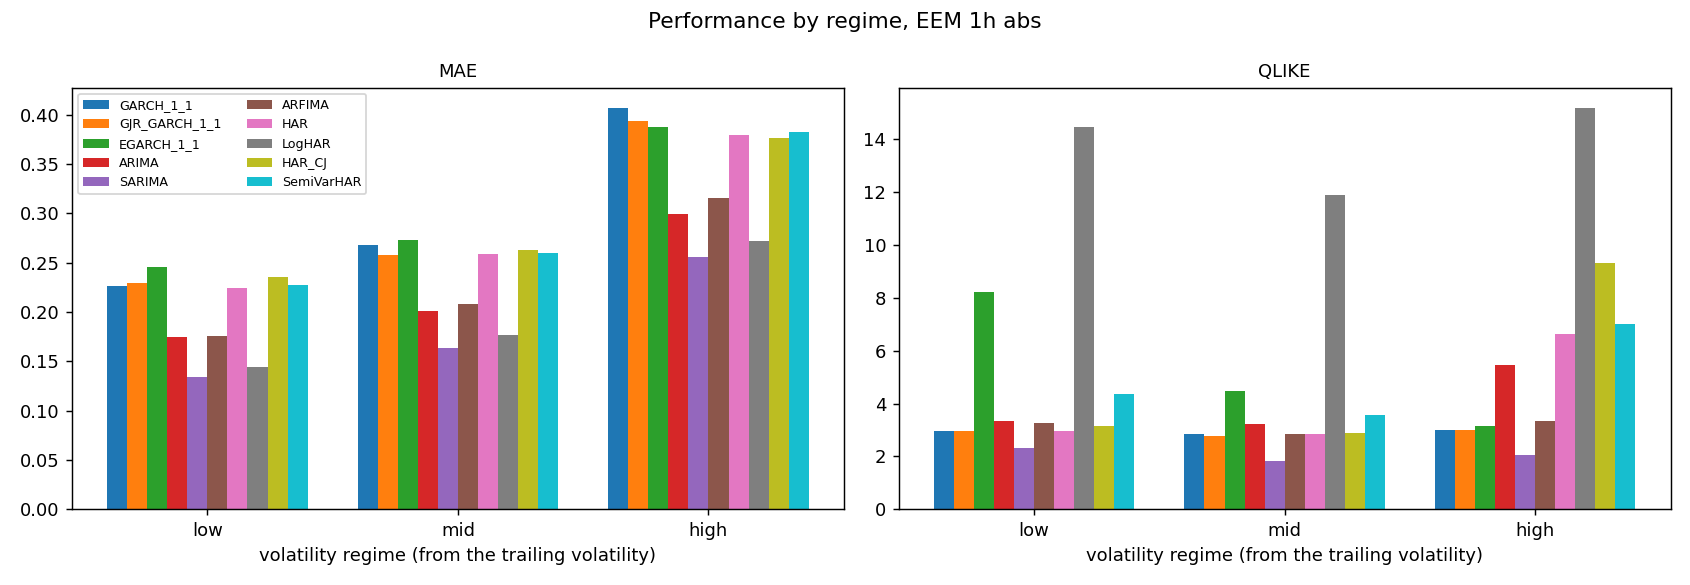 Performance by regime, EEM 1h abs
MAE
GARCH_1_1
GJR_GARCH_1_1
EGARCH_1_1
ARIMA
SARIMA
ARFIMA
HAR
LogHAR
HAR_CJ
SemiVarHAR
0.40
0.35
0.30
0.25
0.20
0.15
0.10
0.05
0.00
low mid high
volatility regime (from the trailing volatility)
QLIKE
14
12
10
8
6
4
2
0
low mid high
volatility regime (from the trailing volatility)